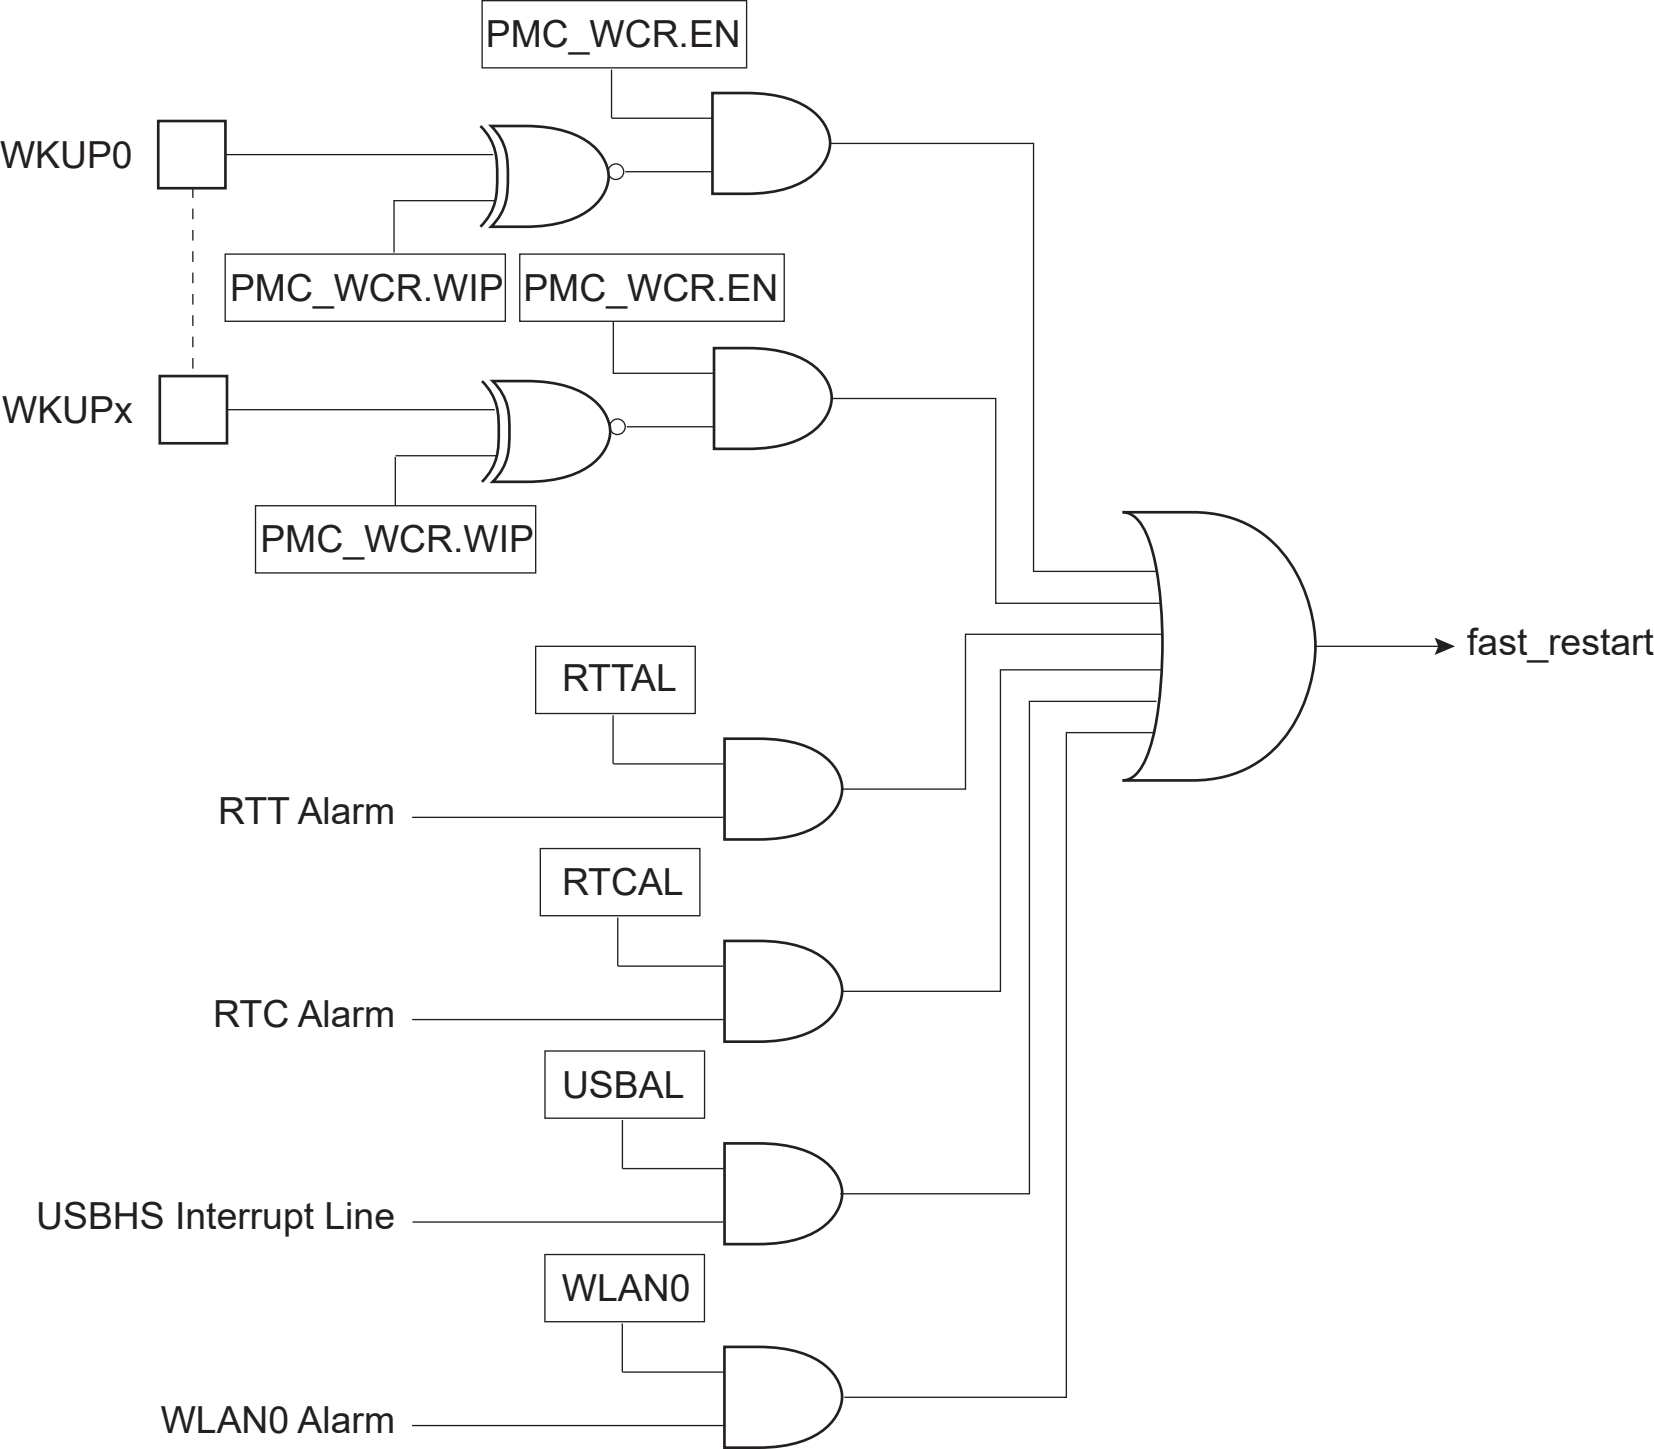 PMC_WCR.EN
WKUP0
PMC_WCR.WIP
PMC_WCR.EN
WKUPx
PMC_WCR.WIP
fast_restart
RTTAL
RTT Alarm
RTCAL
RTC Alarm
USBAL
USBHS Interrupt Line
WLAN0
WLAN0 Alarm